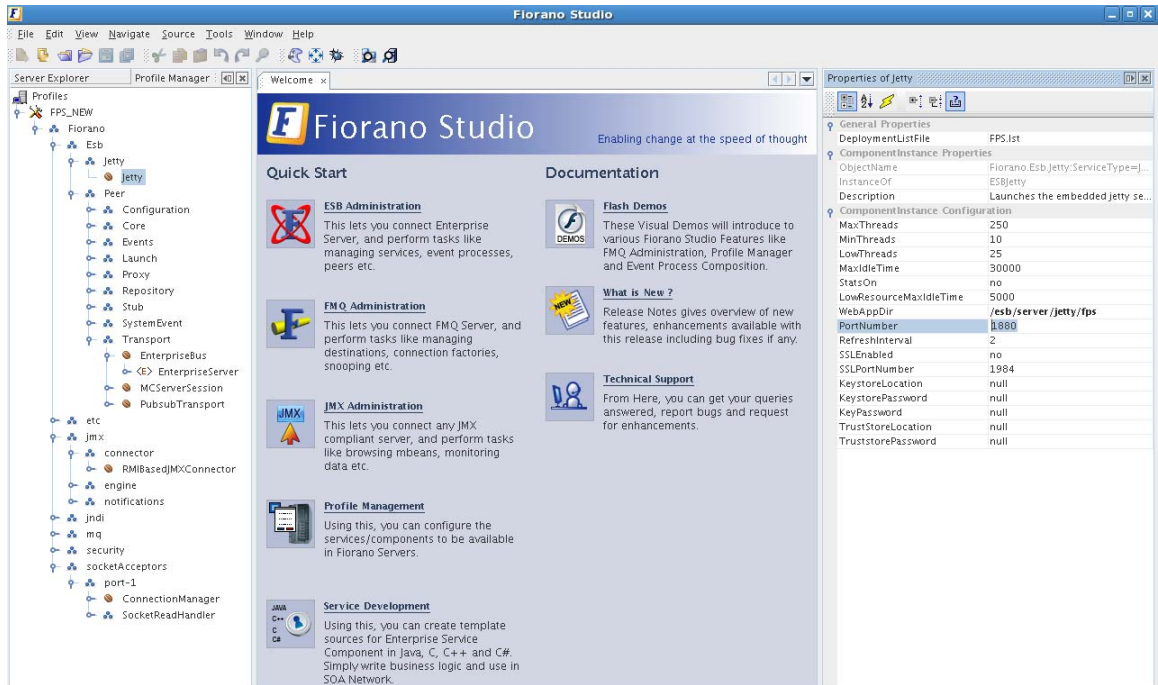 Fiorano Studio
File Edit View Navigate Source Tools Window Help
Server Explorer
Profile Manager
Profiles
FPS_NEW
Fiorano
Esb
Jetty
Jetty
Peer
Configuration
Core
Events
Launch
Proxy
Repository
Stub
SystemEvent
Transport
EnterpriseBus
<E> EnterpriseServer
MCServerSession
PubsubTransport
etc
jmx
connector
RMIBasedJMXConnector
engine
notifications
jndi
mq
security
socketAcceptors
port-1
ConnectionManager
SocketReadHandler
Welcome
Fiorano Studio
Enabling change at the speed of thought
Quick Start
ESB Administration
This lets you connect Enterprise
Server, and perform tasks like
managing services, event processes,
peers etc.
FMQ Administration
This lets you connect FMQ Server, and
perform tasks like managing
destinations, connection factories,
snooping etc.
JMX
JMX Administration
This lets you connect any JMX
compliant server, and perform tasks
like browsing mbeans, monitoring
data etc.
Profile Management
Using this, you can configure the
services/components to be available
in Fiorano Servers.
JAVA
C++
C
C#
Service Development
Using this, you can create template
sources for Enterprise Service
Component in Java, C, C++ and C#.
Simply write business logic and use in
SOA Network.
Documentation
DEMOS
Flash Demos
These Visual Demos will introduce to
various Fiorano Studio Features like
FMQ Administration, Profile Manager
and Event Process Composition.
NEW
What is New ?
Release Notes gives overview of new
features, enhancements available with
this release including bug fixes if any.
Technical Support
From Here, you can get your queries
answered, report bugs and request
for enhancements.
Properties of Jetty
General Properties
DeploymentListFile FPS.lst
ComponentInstance Properties
ObjectName Fiorano.Esb.Jetty:ServiceType=J...
InstanceOf ESBJetty
Description Launches the embedded jetty se...
ComponentInstance Configuration
MaxThreads 250
MinThreads 10
LowThreads 25
MaxIdleTime 30000
StatsOn no
LowResourceMaxIdleTime 5000
WebAppDir /esb/server/jetty/fps
PortNumber 1880
RefreshInterval 2
SSLEnabled no
SSLPortNumber 1984
KeystoreLocation null
KeystorePassword null
KeyPassword null
TrustStoreLocation null
TruststorePassword null